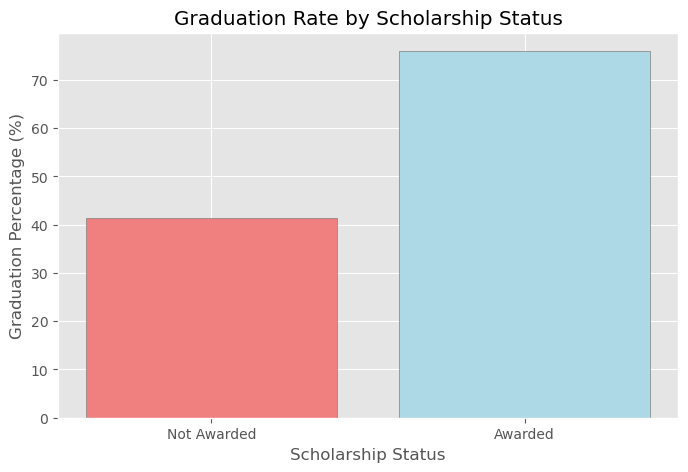 Graduation Rate by Scholarship Status
Graduation Percentage (%)
70
60
50
40
30
20
10
0
Not Awarded
Awarded
Scholarship Status